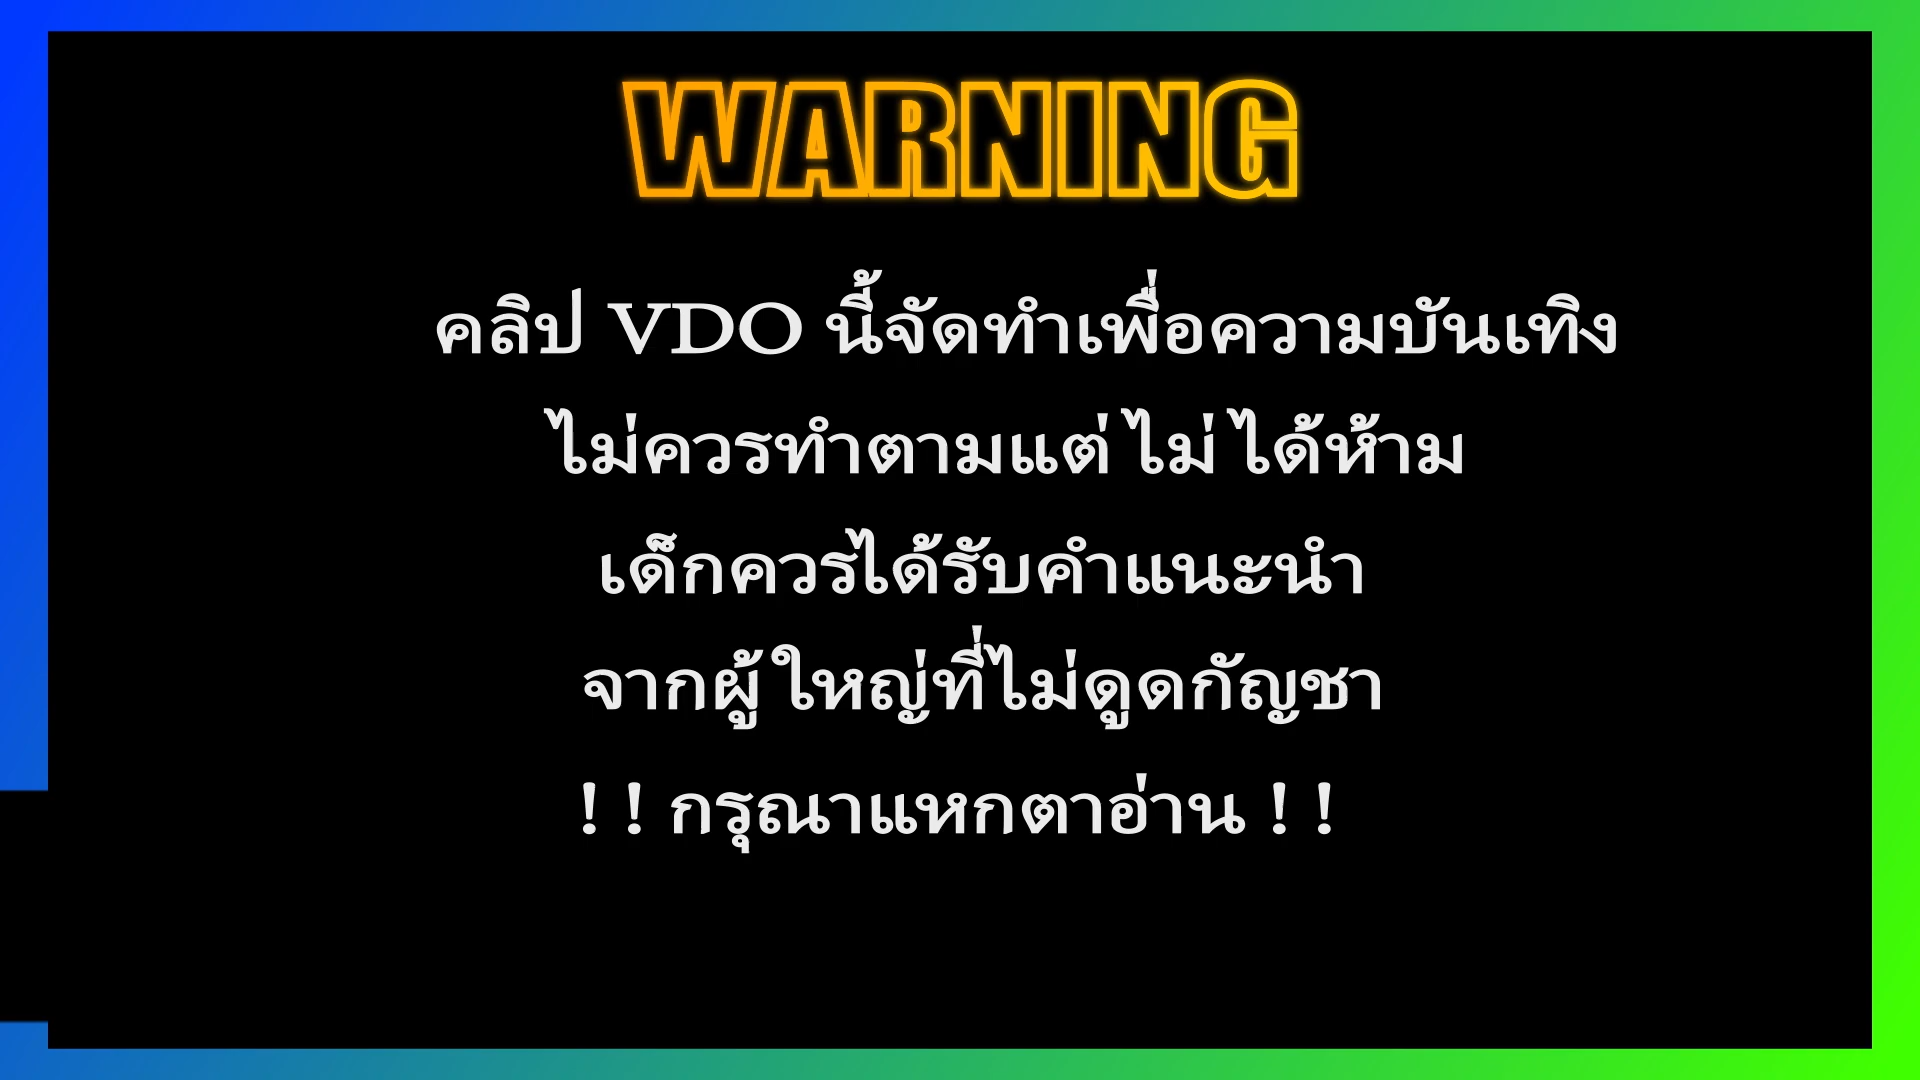 WARNING
คลิป VDO นี้จัดทำเพื่อความบันเทิง
ไม่ควรทำตามแต่ไม่ได้ห้าม
เด็กควรได้รับคำแนะนำ
จากผู้ใหญ่ที่ไม่ดูดกัญชา
! ! กรุณาแหกตาอ่าน ! !